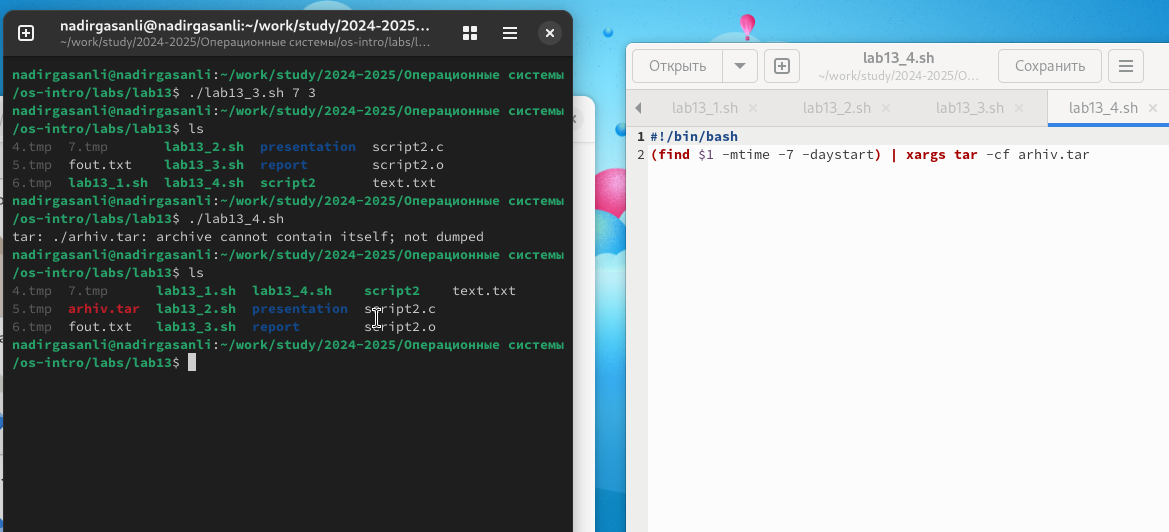 nadirgasanli@nadirgasanli:~/work/study/2024-2025...
~/work/study/2024-2025/Операционные системы/os-intro/labs/l...
nadirgasanli@nadirgasanli:~/work/study/2024-2025/Операционные системы
/os-intro/labs/lab13$ ./lab13_3.sh 7 3
nadirgasanli@nadirgasanli:~/work/study/2024-2025/Операционные системы
/os-intro/labs/lab13$ ls
4.tmp 7.tmp lab13_2.sh presentation script2.c
5.tmp fout.txt lab13_3.sh report script2.o
6.tmp lab13_1.sh lab13_4.sh script2 text.txt
nadirgasanli@nadirgasanli:~/work/study/2024-2025/Операционные системы
/os-intro/labs/lab13$ ./lab13_4.sh
tar: ./arhiv.tar: archive cannot contain itself; not dumped
nadirgasanli@nadirgasanli:~/work/study/2024-2025/Операционные системы
/os-intro/labs/lab13$ ls
4.tmp 7.tmp lab13_1.sh lab13_4.sh script2 text.txt
5.tmp arhiv.tar lab13_2.sh presentation script2.c
6.tmp fout.txt lab13_3.sh report script2.o
nadirgasanli@nadirgasanli:~/work/study/2024-2025/Операционные системы
/os-intro/labs/lab13$
Открыть
lab13_4.sh
~/work/study/2024-2025/О...
Сохранить
lab13_1.sh lab13_2.sh lab13_3.sh lab13_4.sh
1 #!/bin/bash
2 (find $1 -mtime -7 -daystart) | xargs tar -cf arhiv.tar